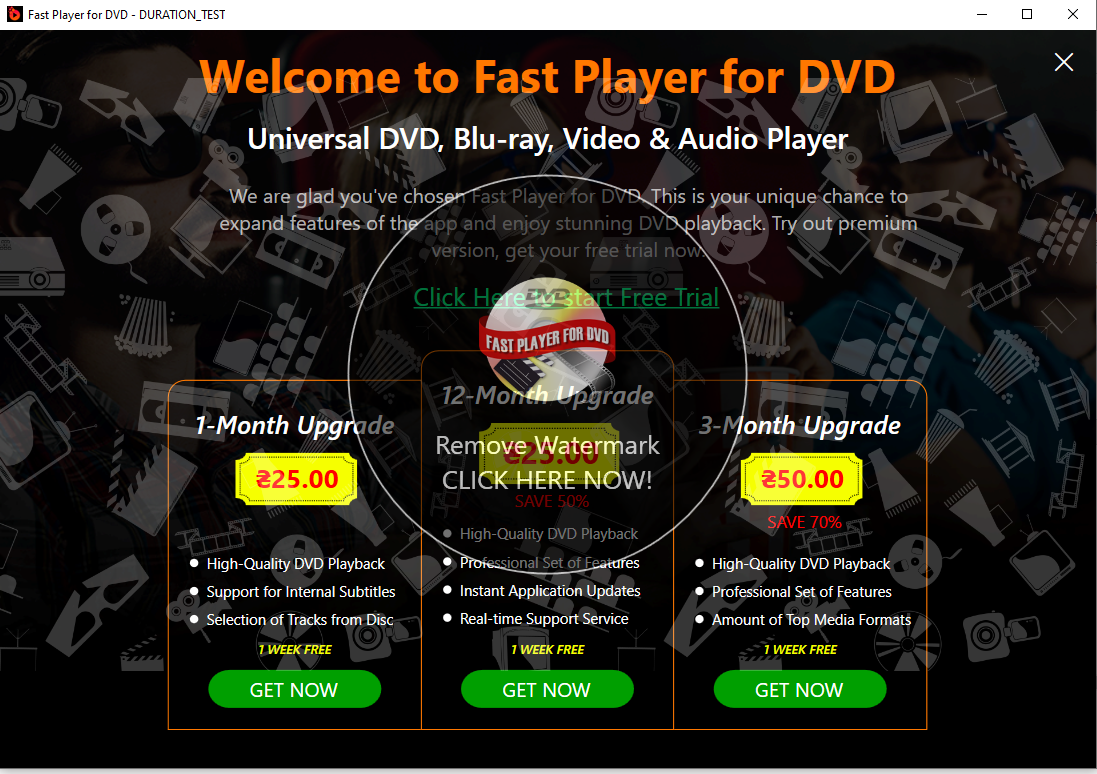 Fast Player for DVD - DURATION_TEST
Welcome to Fast Player for DVD
Universal DVD, Blu-ray, Video & Audio Player
We are glad you've chosen Fast Player for DVD. This is your unique chance to
expand features of the app and enjoy stunning DVD playback. Try out premium
version, get your free trial now.
Click Here to start Free Trial
DVD
FAST PLAYER FOR DVD
Remove Watermark
CLICK HERE NOW!
1-Month Upgrade
₴25.00
High-Quality DVD Playback
Support for Internal Subtitles
Selection of Tracks from Disc
1 WEEK FREE
GET NOW
12-Month Upgrade
₴25.00
SAVE 50%
High-Quality DVD Playback
Professional Set of Features
Instant Application Updates
Real-time Support Service
1 WEEK FREE
GET NOW
3-Month Upgrade
₴50.00
SAVE 70%
High-Quality DVD Playback
Professional Set of Features
Amount of Top Media Formats
1 WEEK FREE
GET NOW